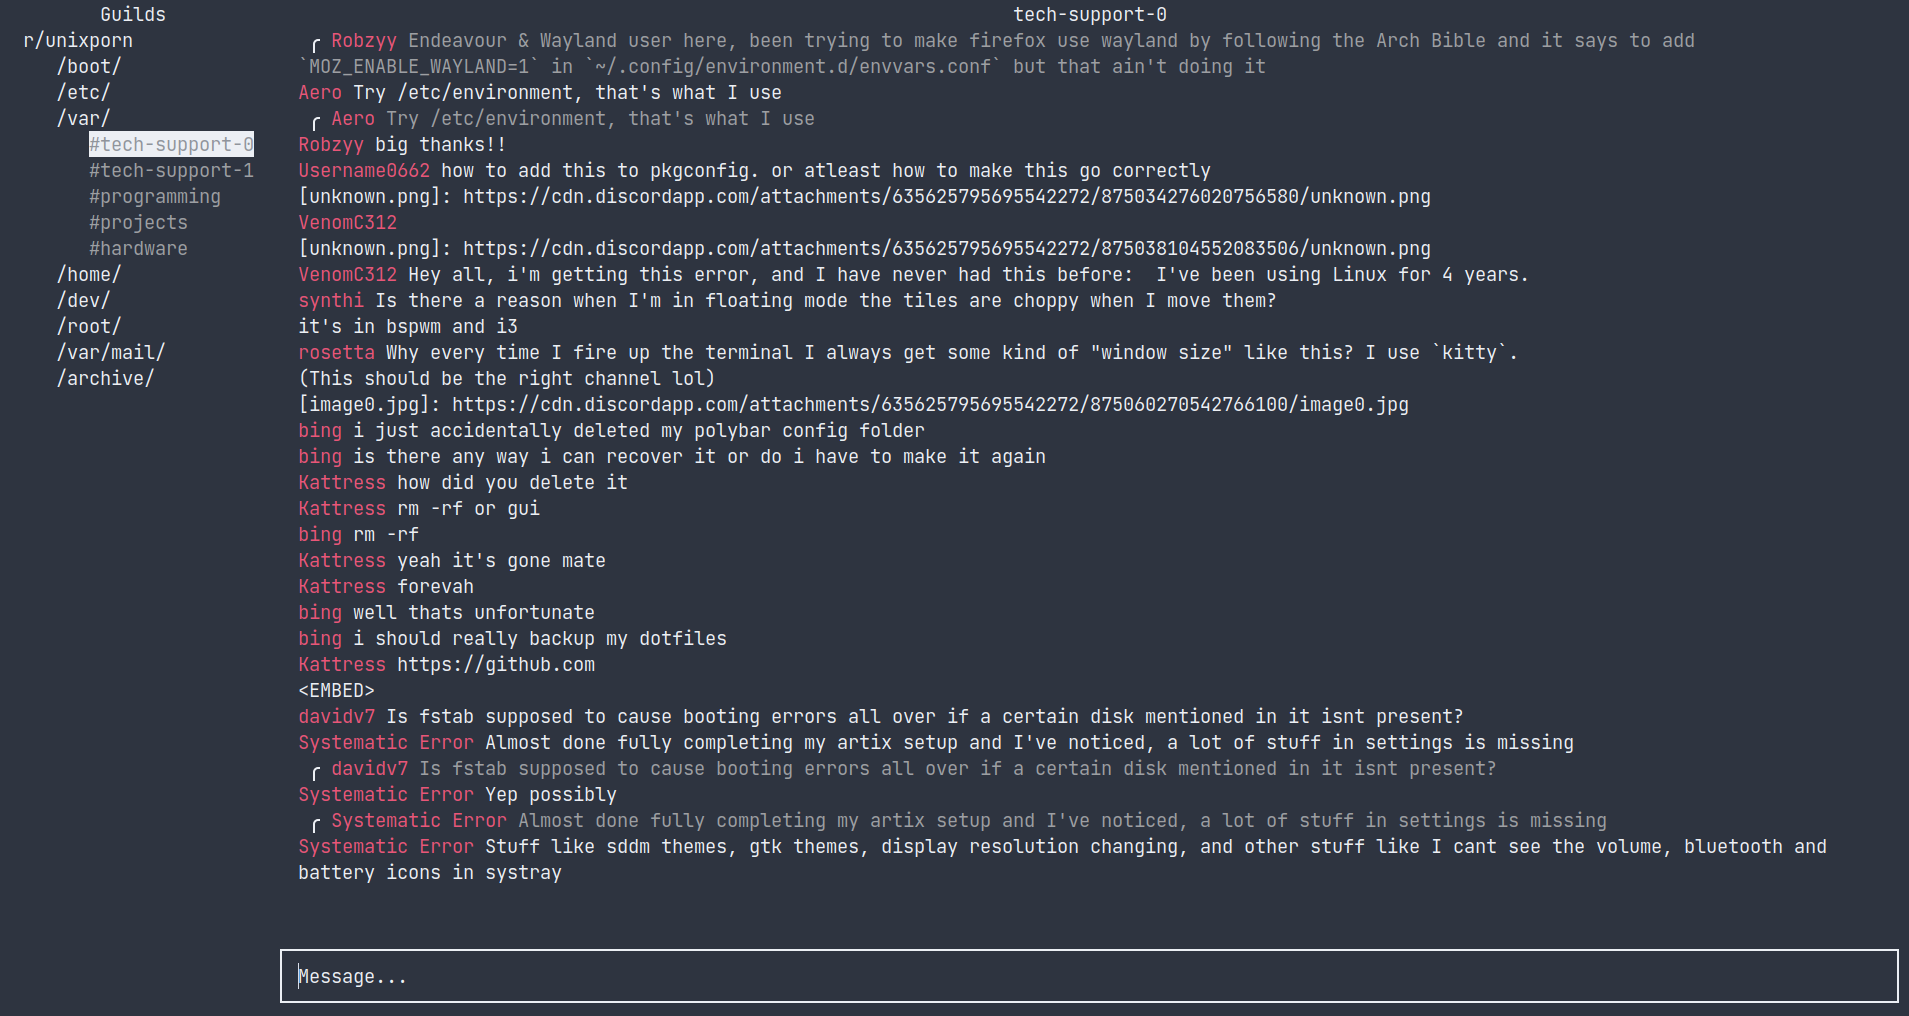 Guilds
r/unixporn
/boot/
/etc/
/var/
#tech-support-0
#tech-support-1
#programming
#projects
#hardware
/home/
/dev/
/root/
/var/mail/
/archive/
tech-support-0
╭ Robzyy Endeavour & Wayland user here, been trying to make firefox use wayland by following the Arch Bible and it says to add
`MOZ_ENABLE_WAYLAND=1` in `~/.config/environment.d/envvars.conf` but that ain't doing it
Aero Try /etc/environment, that's what I use
╭ Aero Try /etc/environment, that's what I use
Robzyy big thanks!!
Username0662 how to add this to pkgconfig. or atleast how to make this go correctly
[unknown.png]: https://cdn.discordapp.com/attachments/635625795695542272/875034276020756580/unknown.png
VenomC312
[unknown.png]: https://cdn.discordapp.com/attachments/635625795695542272/875038104552083506/unknown.png
VenomC312 Hey all, i'm getting this error, and I have never had this before:  I've been using Linux for 4 years.
synthi Is there a reason when I'm in floating mode the tiles are choppy when I move them?
it's in bspwm and i3
rosetta Why every time I fire up the terminal I always get some kind of "window size" like this? I use `kitty`.
(This should be the right channel lol)
[image0.jpg]: https://cdn.discordapp.com/attachments/635625795695542272/875060270542766100/image0.jpg
bing i just accidentally deleted my polybar config folder
bing is there any way i can recover it or do i have to make it again
Kattress how did you delete it
Kattress rm -rf or gui
bing rm -rf
Kattress yeah it's gone mate
Kattress forevah
bing well thats unfortunate
bing i should really backup my dotfiles
Kattress https://github.com
<EMBED>
davidv7 Is fstab supposed to cause booting errors all over if a certain disk mentioned in it isnt present?
Systematic Error Almost done fully completing my artix setup and I've noticed, a lot of stuff in settings is missing
╭ davidv7 Is fstab supposed to cause booting errors all over if a certain disk mentioned in it isnt present?
Systematic Error Yep possibly
╭ Systematic Error Almost done fully completing my artix setup and I've noticed, a lot of stuff in settings is missing
Systematic Error Stuff like sddm themes, gtk themes, display resolution changing, and other stuff like I cant see the volume, bluetooth and
battery icons in systray
Message...